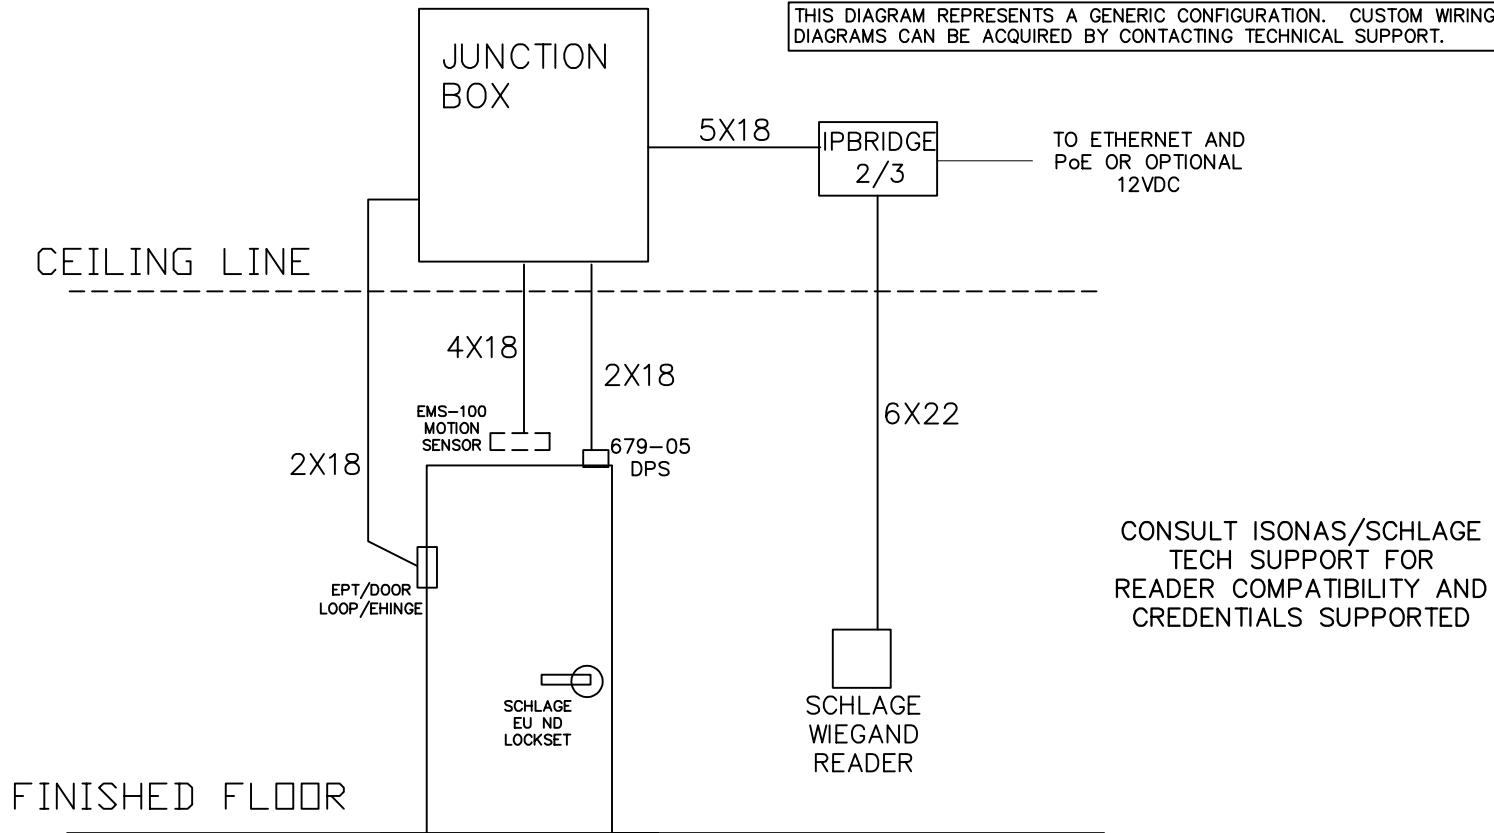 THIS DIAGRAM REPRESENTS A GENERIC CONFIGURATION. CUSTOM WIRING
DIAGRAMS CAN BE ACQUIRED BY CONTACTING TECHNICAL SUPPORT.
JUNCTION
BOX
5X18
IPBRIDGE
2/3
TO ETHERNET AND
PoE OR OPTIONAL
12VDC
CEILING LINE
4X18
2X18
6X22
EMS-100
MOTION
SENSOR
679-05
DPS
2X18
EPT/DOOR
LOOP/EHINGE
CONSULT ISONAS/SCHLAGE
TECH SUPPORT FOR
READER COMPATIBILITY AND
CREDENTIALS SUPPORTED
SCHLAGE
EU ND
LOCKSET
SCHLAGE
WIEGAND
READER
FINISHED FLOOR